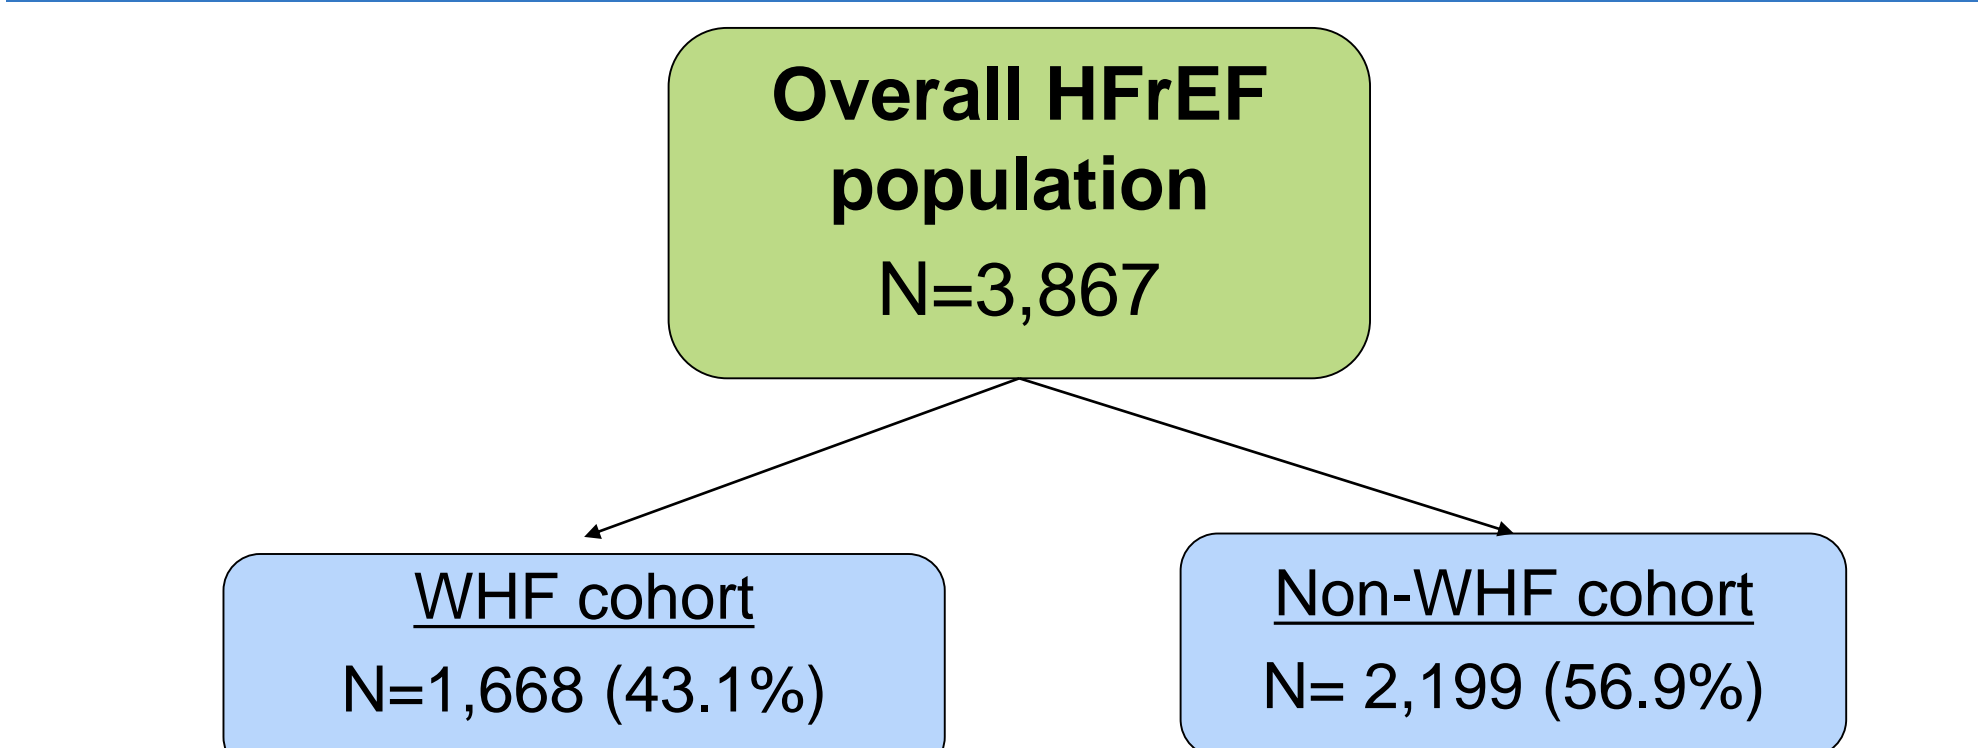 Overall HFrEF
population
N=3,867
WHF cohort
N=1,668 (43.1%)
Non-WHF cohort
N= 2,199 (56.9%)